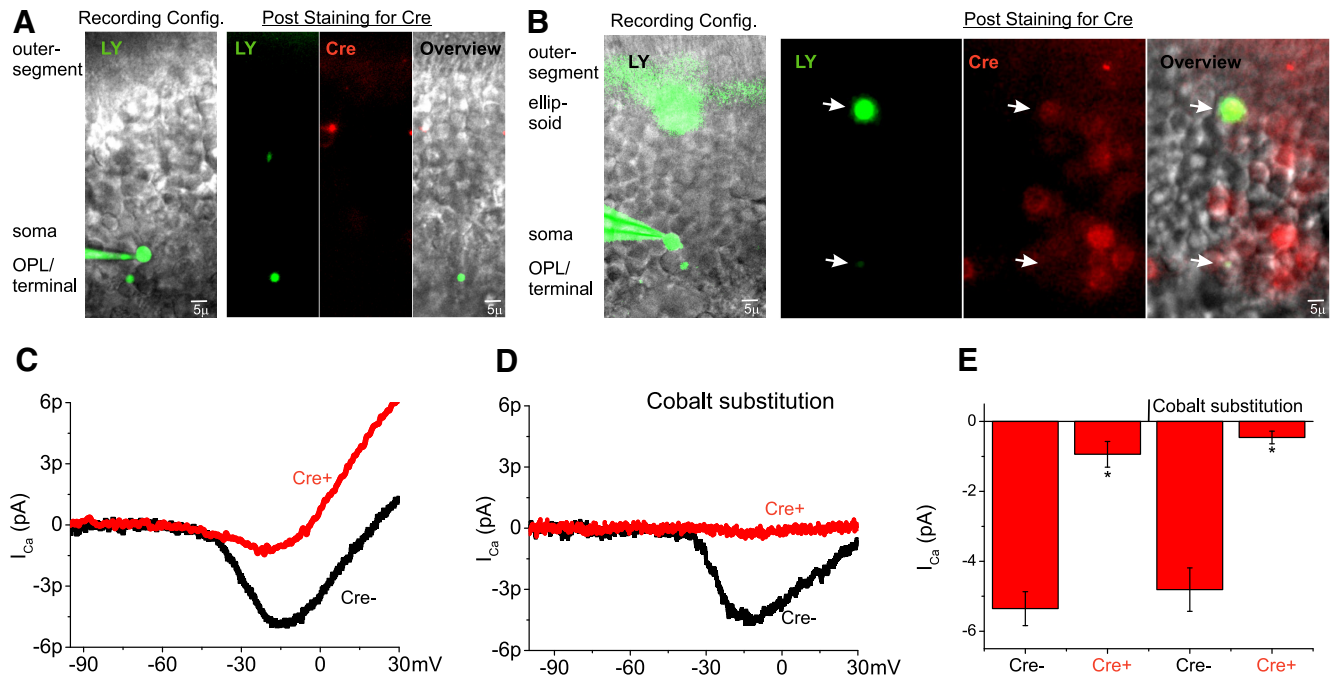 A
Recording Config.
Post Staining for Cre
LY
LY
Cre
Overview
outer-
segment
soma
OPL/
terminal
5μ
5μ
B
Recording Config.
Post Staining for Cre
LY
LY
Cre
Overview
outer-
segment
ellip-
soid
soma
OPL/
terminal
5μ
5μ
C
6p
3p
0
-3p
-6p
I_Ca (pA)
Cre+
Cre-
-90 -60 -30 0 30mV
D
Cobalt substitution
6p
3p
0
-3p
-6p
I_Ca (pA)
Cre+
Cre-
-90 -60 -30 0 30mV
E
Cobalt substitution
0
-2
-4
-6
I_Ca (pA)
* *
Cre- Cre+ Cre- Cre+